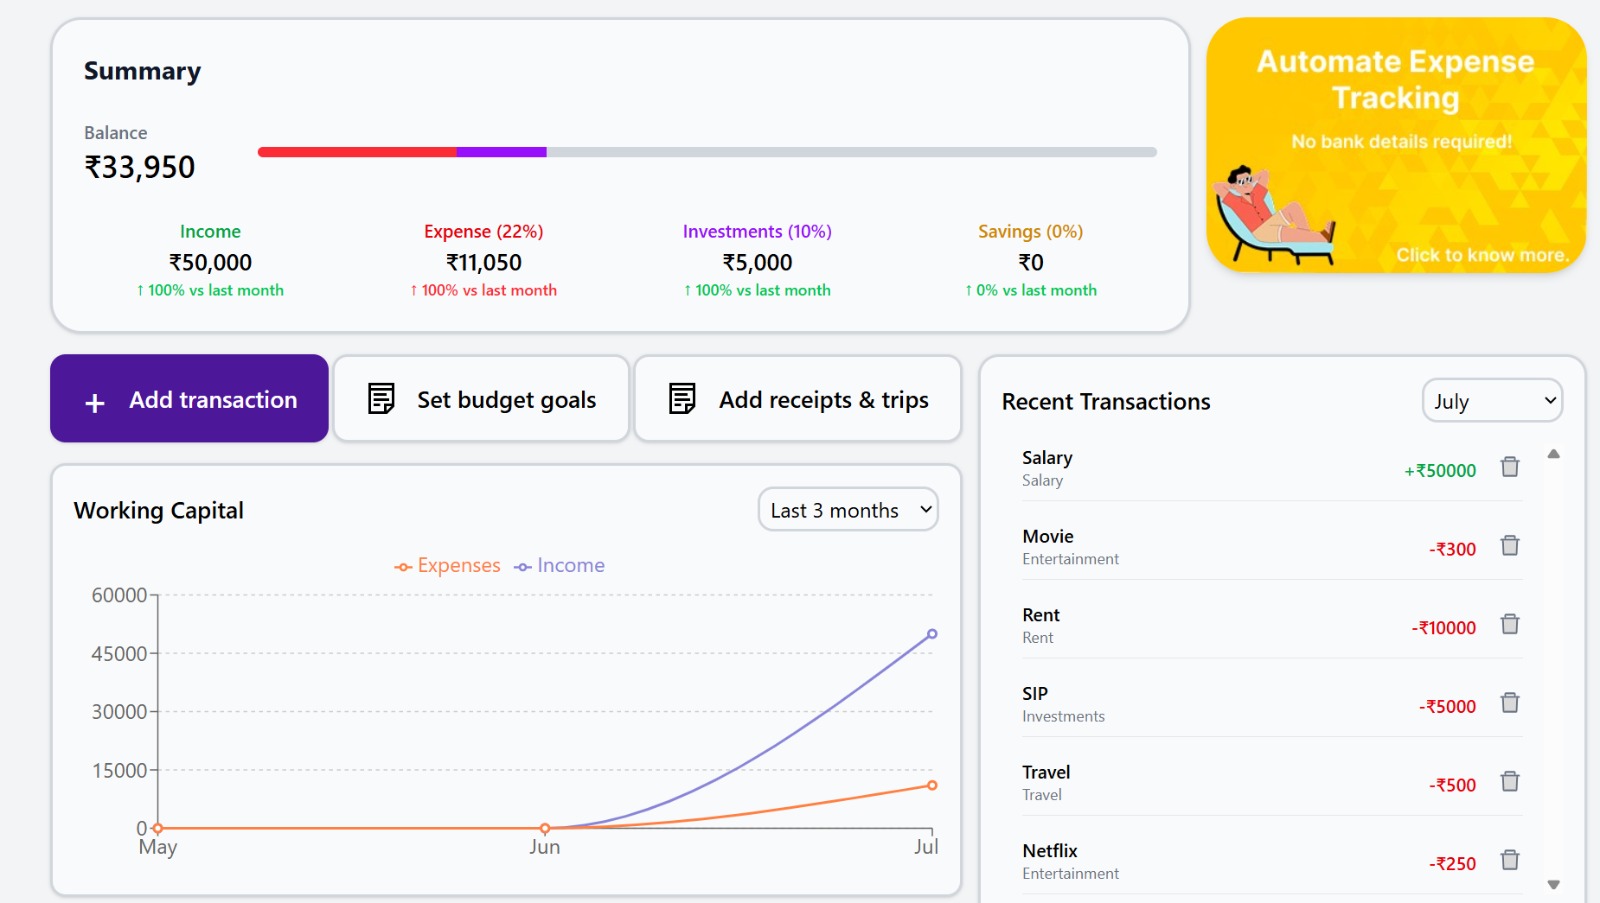 Summary
Balance
₹33,950
Income
₹50,000
↑ 100% vs last month
Expense (22%)
₹11,050
↑ 100% vs last month
Investments (10%)
₹5,000
↑ 100% vs last month
Savings (0%)
₹0
↑ 0% vs last month
Automate Expense
Tracking
No bank details required!
Click to know more.
+ Add transaction
Set budget goals
Add receipts & trips
Working Capital
Last 3 months
Expenses
Income
60000
45000
30000
15000
0
May
Jun
Jul
Recent Transactions
July
Salary
Salary
+₹50000
Movie
Entertainment
-₹300
Rent
Rent
-₹10000
SIP
Investments
-₹5000
Travel
Travel
-₹500
Netflix
Entertainment
-₹250